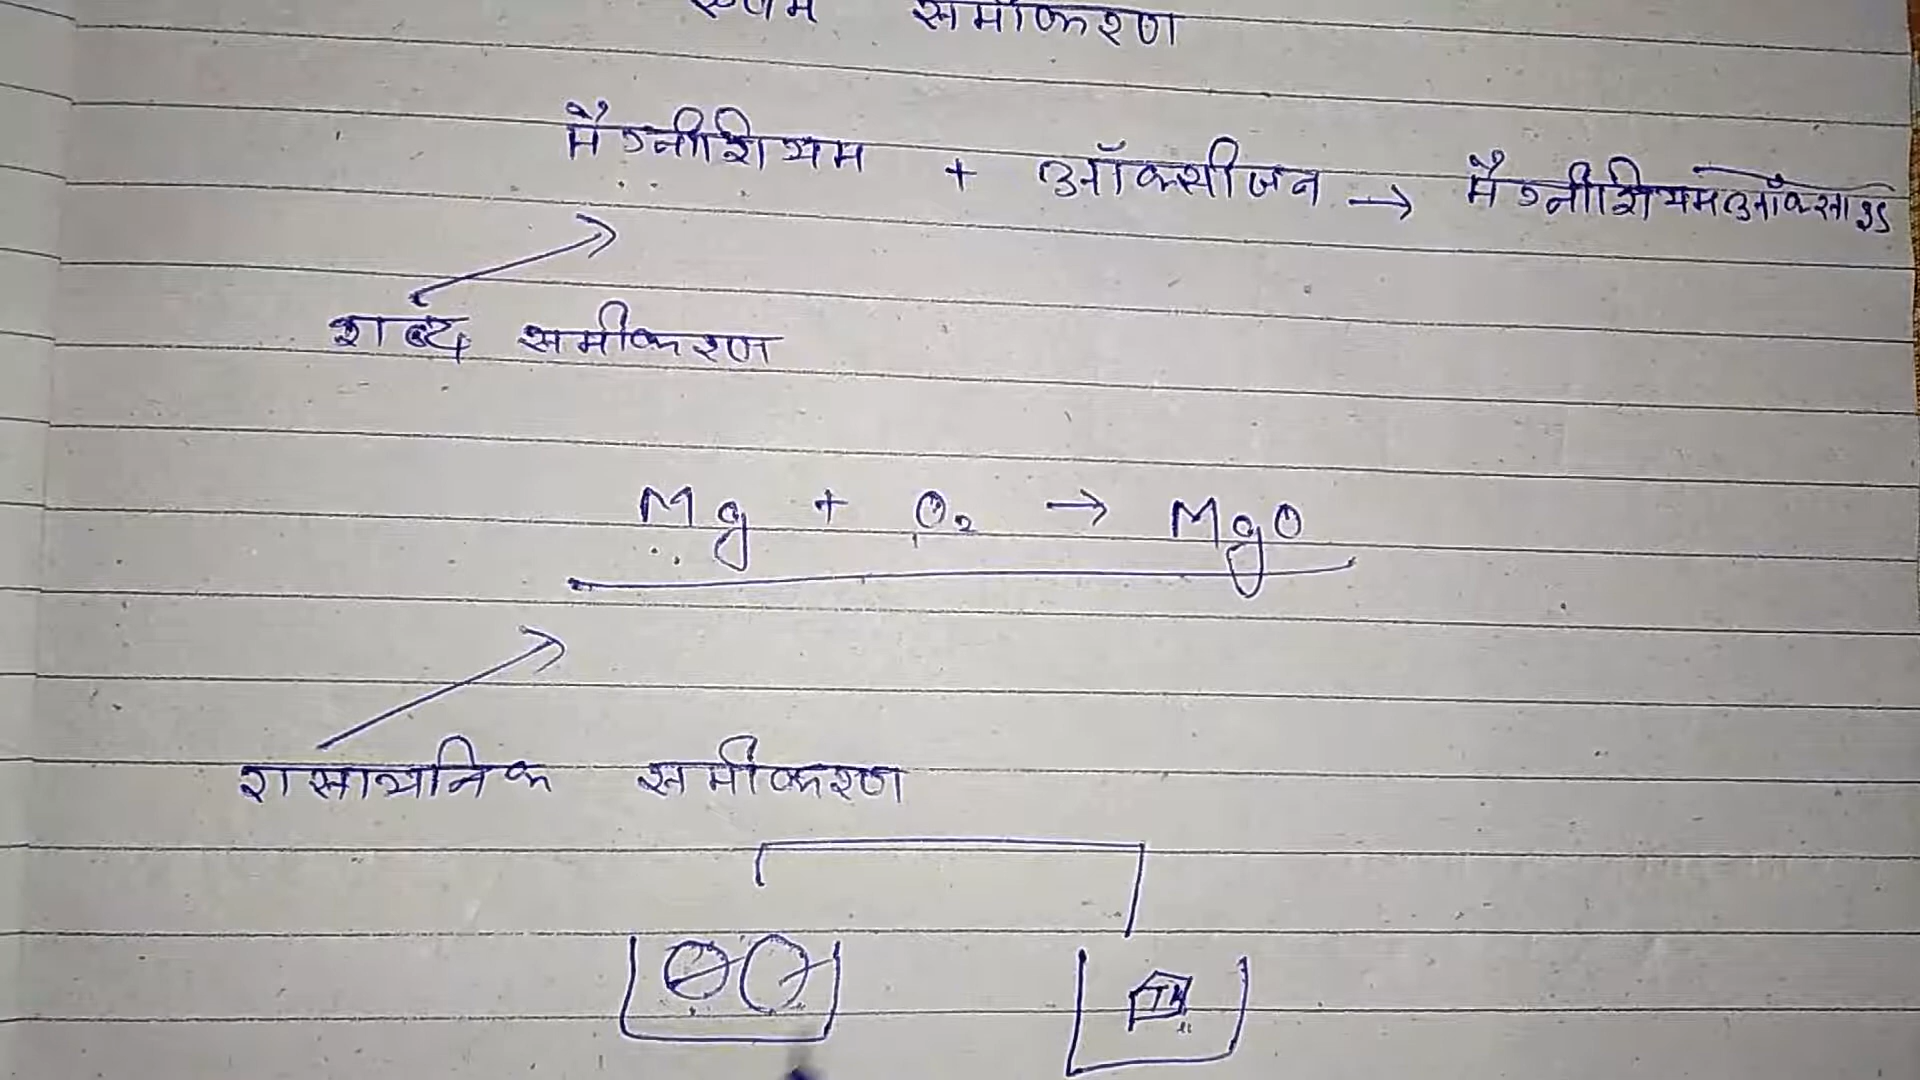 समीकरण
मैग्नीशियम + ऑक्सीजन → मैग्नीशियमऑक्साइड
शब्द समीकरण
Mg + O₂ → MgO
रासायनिक समीकरण